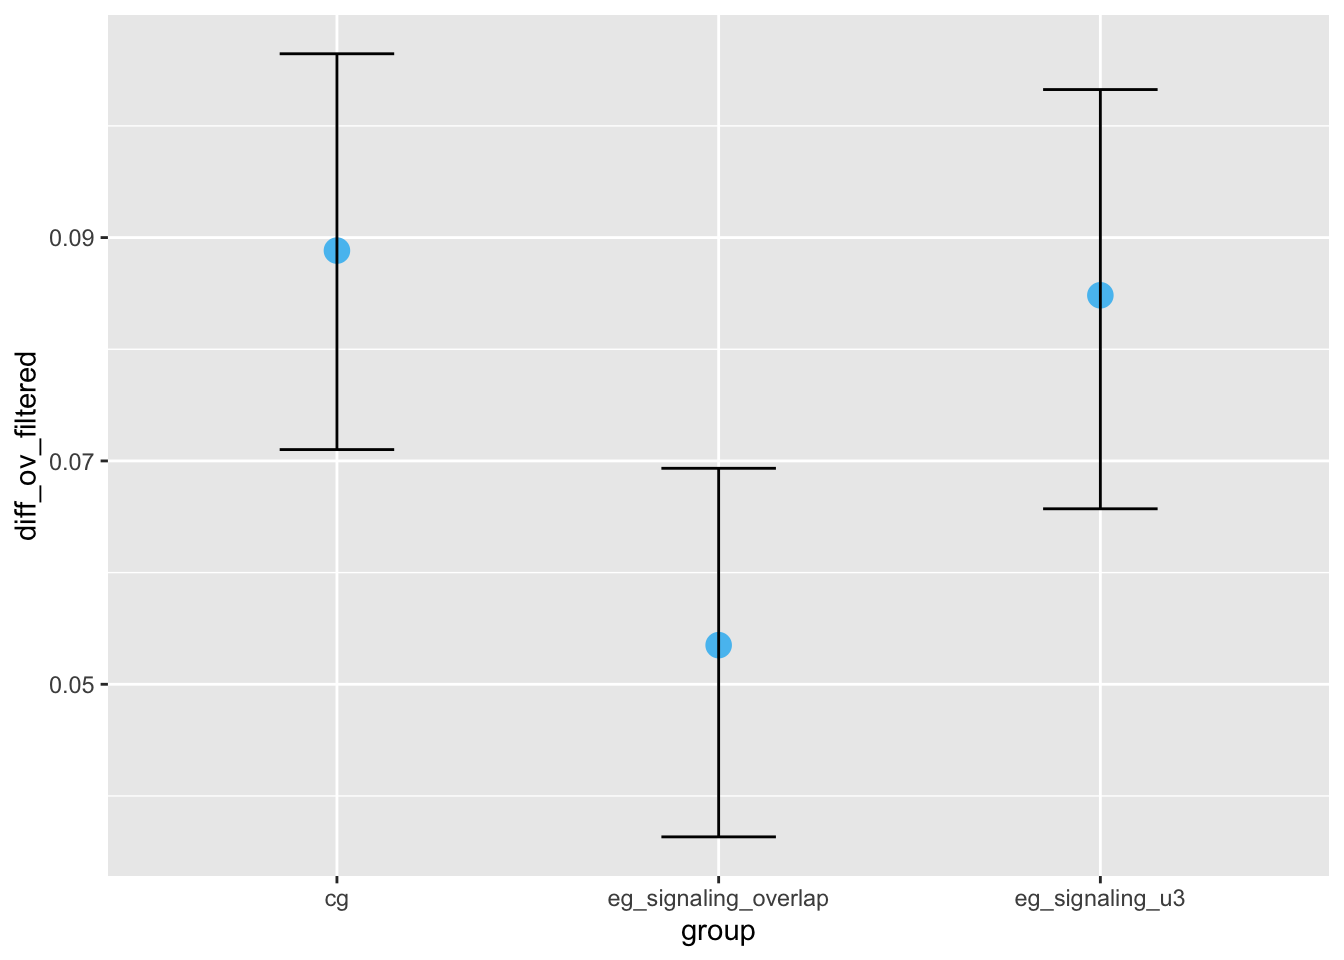 diff_ov_filtered
0.09
0.07
0.05
cg
eg_signaling_overlap
eg_signaling_u3
group